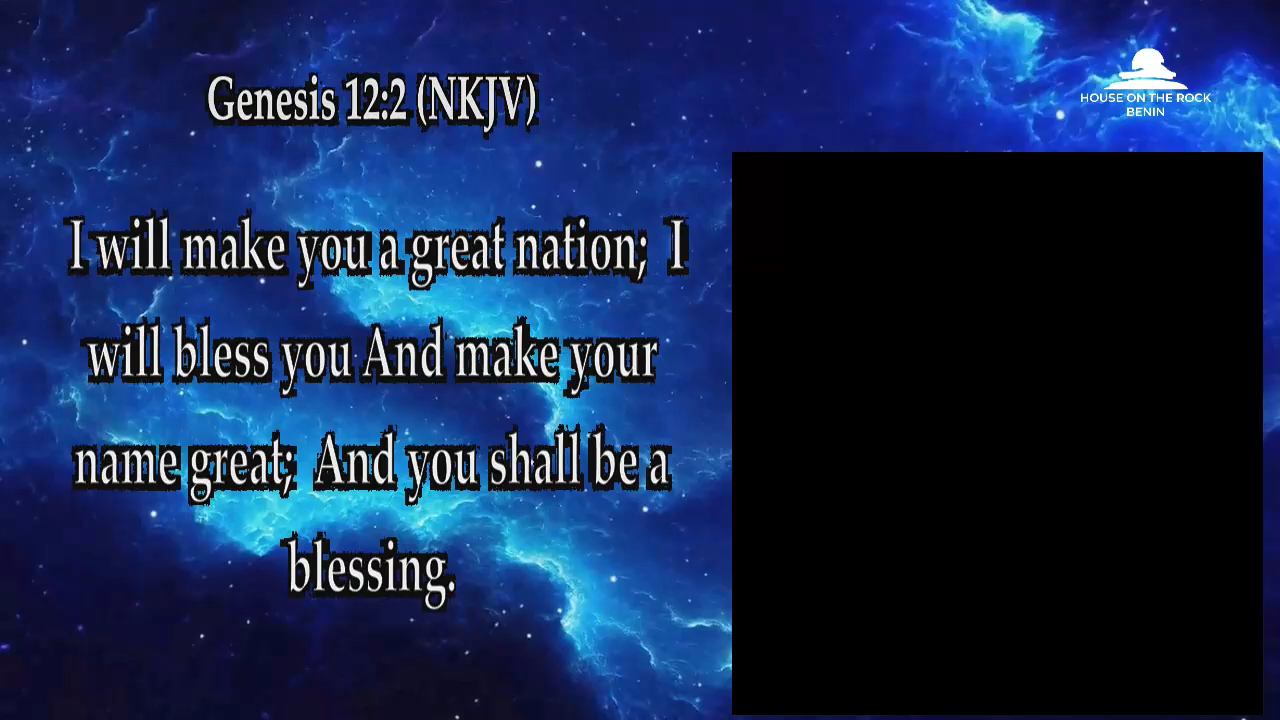 Genesis 12:2 (NKJV)
HOUSE ON THE ROCK
BENIN
I will make you a great nation;  I
will bless you And make your
name great;  And you shall be a
blessing.